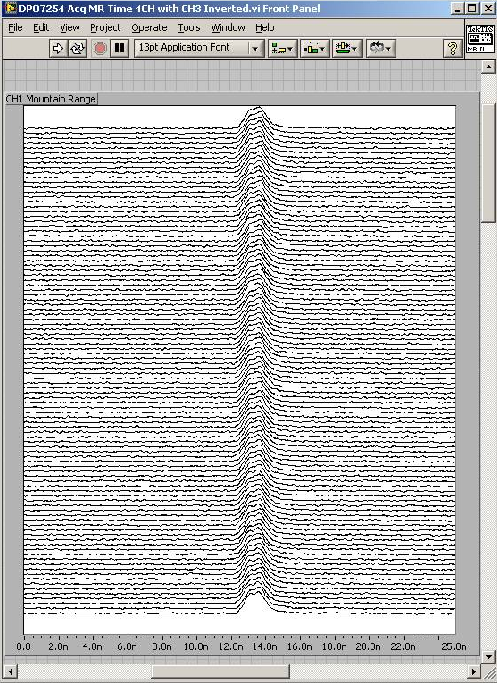 DPO7254 Acq MR Time 4CH with CH3 Inverted.vi Front Panel
File Edit View Project Operate Tools Window Help
13pt Application Font
?
CH1 Mountain Range
0.0 2.0n 4.0n 6.0n 8.0n 10.0n 12.0n 14.0n 16.0n 18.0n 20.0n 22.0n 25.0n